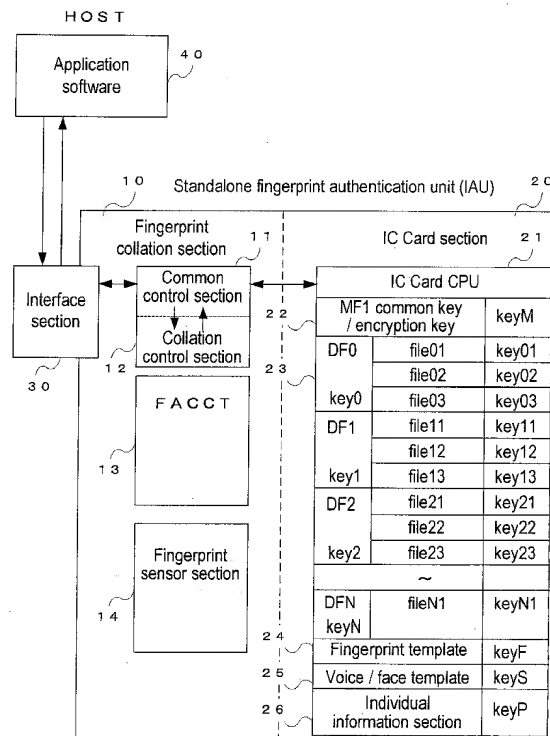 HOST
40
Application
software
10
Standalone fingerprint authentication unit (IAU)
20
Fingerprint
collation section
11
IC Card section
21
Interface
section
30
Common
control section
Collation
control section
12
FACCT
13
Fingerprint
sensor section
14
IC Card CPU
22
MF1 common key
/ encryption key
keyM
23
DF0
file01
key01
file02
key02
key0
file03
key03
DF1
file11
key11
file12
key12
key1
file13
key13
DF2
file21
key21
file22
key22
key2
file23
key23
~
DFN
fileN1
keyN1
keyN
24
Fingerprint template
keyF
25
Voice / face template
keyS
26
Individual
information section
keyP